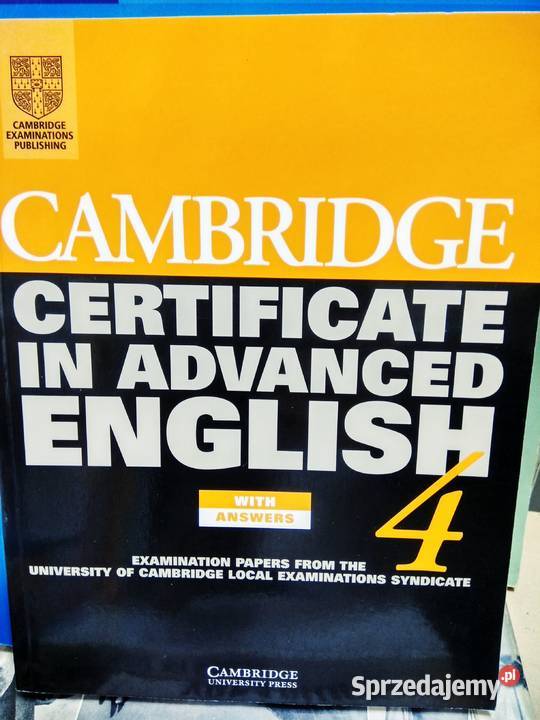 CAMBRIDGE
EXAMINATIONS
PUBLISHING
CAMBRIDGE
CERTIFICATE
IN ADVANCED
ENGLISH
4
WITH
ANSWERS
EXAMINATION PAPERS FROM THE
UNIVERSITY OF CAMBRIDGE LOCAL EXAMINATIONS SYNDICATE
CAMBRIDGE
UNIVERSITY PRESS
Sprzedajemy.pl